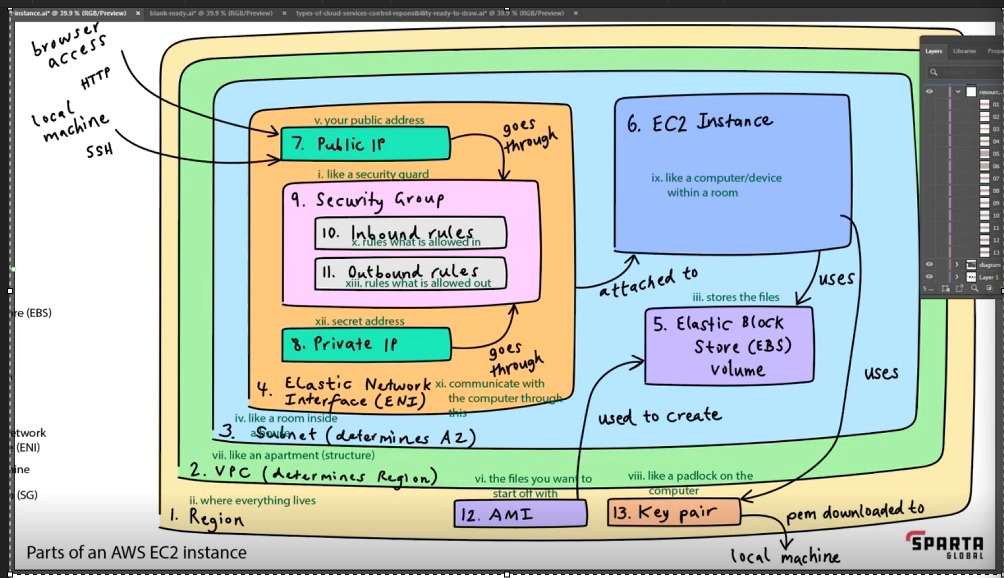 -instance.ai* @ 39.9 % (RGB/Preview) ×
blank-ready.ai* @ 39.9 % (RGB/Preview) ×
types-of-cloud-services-control-reponsibility-ready-to-draw.ai* @ 39.9 % (RGB/Preview) ×
browser
access
HTTP
local
machine
SSH
v. your public address
7. Public IP
goes
through
i. like a security guard
9. Security Group
10. Inbound rules
x. rules what is allowed in
11. Outbound rules
xiii. rules what is allowed out
xii. secret address
8. Private IP
goes
through
4. Elastic Network
Interface (ENI)
xi. communicate with
the computer through
this
6. EC2 Instance
ix. like a computer/device
within a room
attached to
uses
iii. stores the files
5. Elastic Block
Store (EBS)
volume
uses
used to create
iv. like a room inside
3. Subnet (determines AZ)
vii. like an apartment (structure)
2. VPC (determines Region)
ii. where everything lives
1. Region
vi. the files you want to
start off with
12. AMI
viii. like a padlock on the
computer
13. Key pair
pem downloaded to
local machine
Parts of an AWS EC2 instance
SPARTA
GLOBAL
re (EBS)
etwork
(ENI)
ine
(SG)
Layers
Libraries
Prope
resourc...
01
02
03
04
05
06
07
08
09
10
11
12
13
diagram
Layer 1
5...